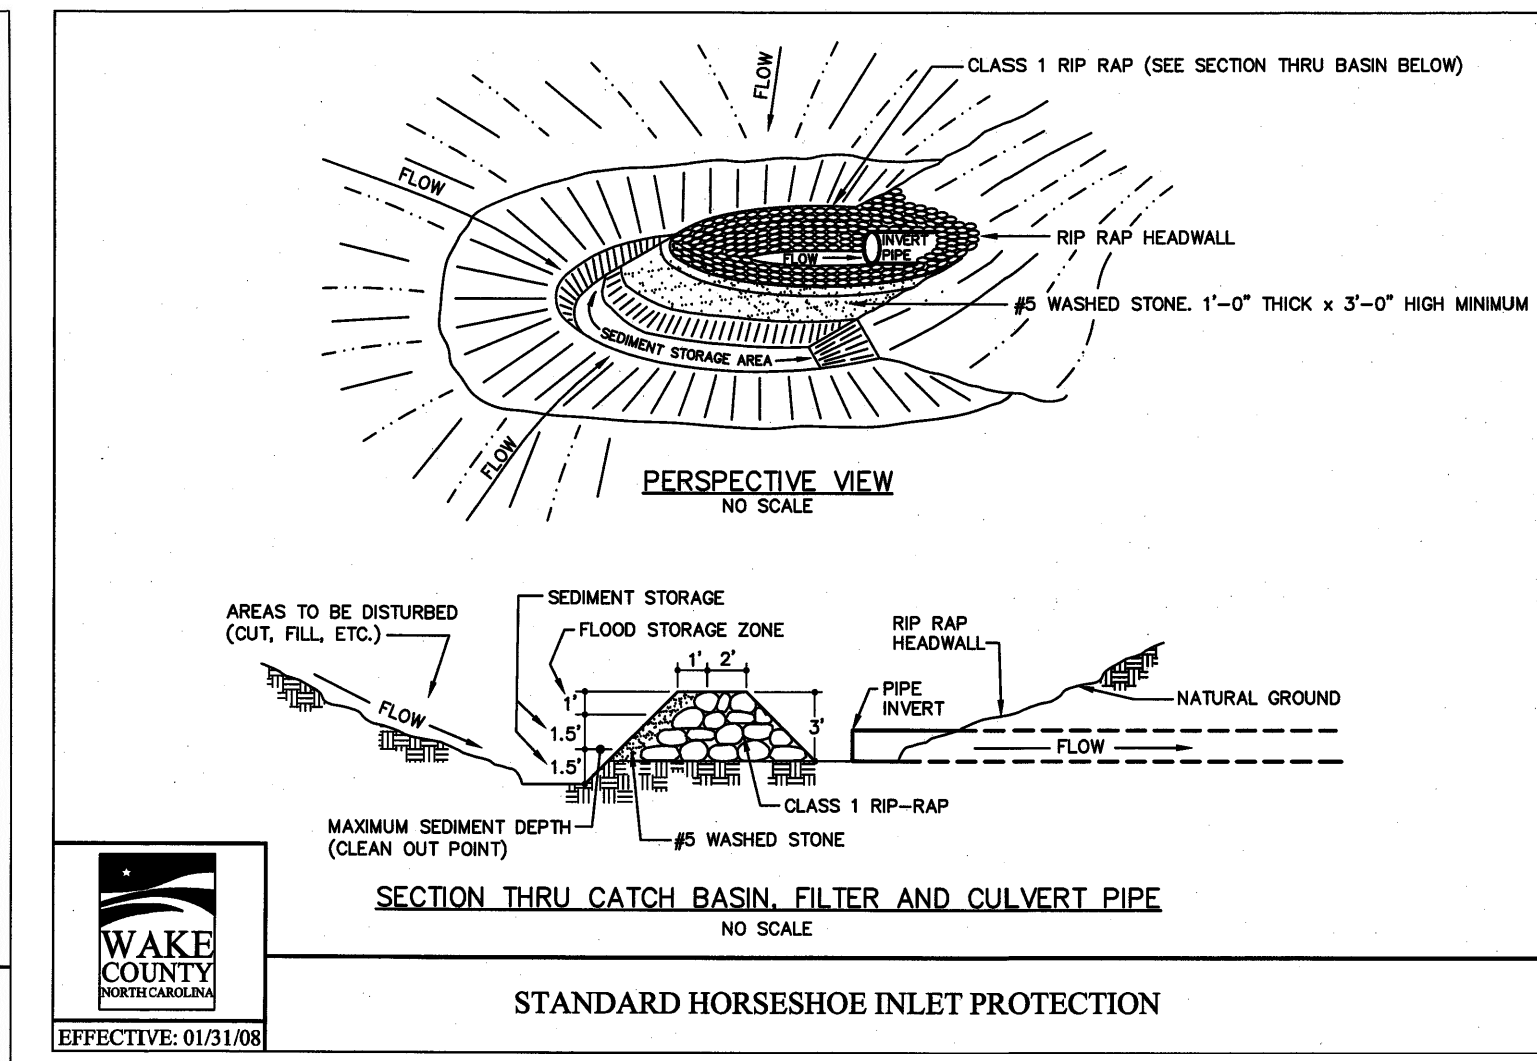 FLOW
CLASS 1 RIP RAP (SEE SECTION THRU BASIN BELOW)
FLOW
INVERT
PIPE
FLOW
RIP RAP HEADWALL
#5 WASHED STONE. 1'-0" THICK x 3'-0" HIGH MINIMUM
SEDIMENT STORAGE AREA
FLOW
PERSPECTIVE VIEW
NO SCALE
AREAS TO BE DISTURBED
(CUT, FILL, ETC.)
SEDIMENT STORAGE
FLOOD STORAGE ZONE
RIP RAP
HEADWALL
1' 2'
PIPE
INVERT
NATURAL GROUND
FLOW
1'
1.5'
1.5'
3'
FLOW
CLASS 1 RIP-RAP
MAXIMUM SEDIMENT DEPTH
(CLEAN OUT POINT)
#5 WASHED STONE
SECTION THRU CATCH BASIN, FILTER AND CULVERT PIPE
NO SCALE
WAKE
COUNTY
NORTH CAROLINA
STANDARD HORSESHOE INLET PROTECTION
EFFECTIVE: 01/31/08